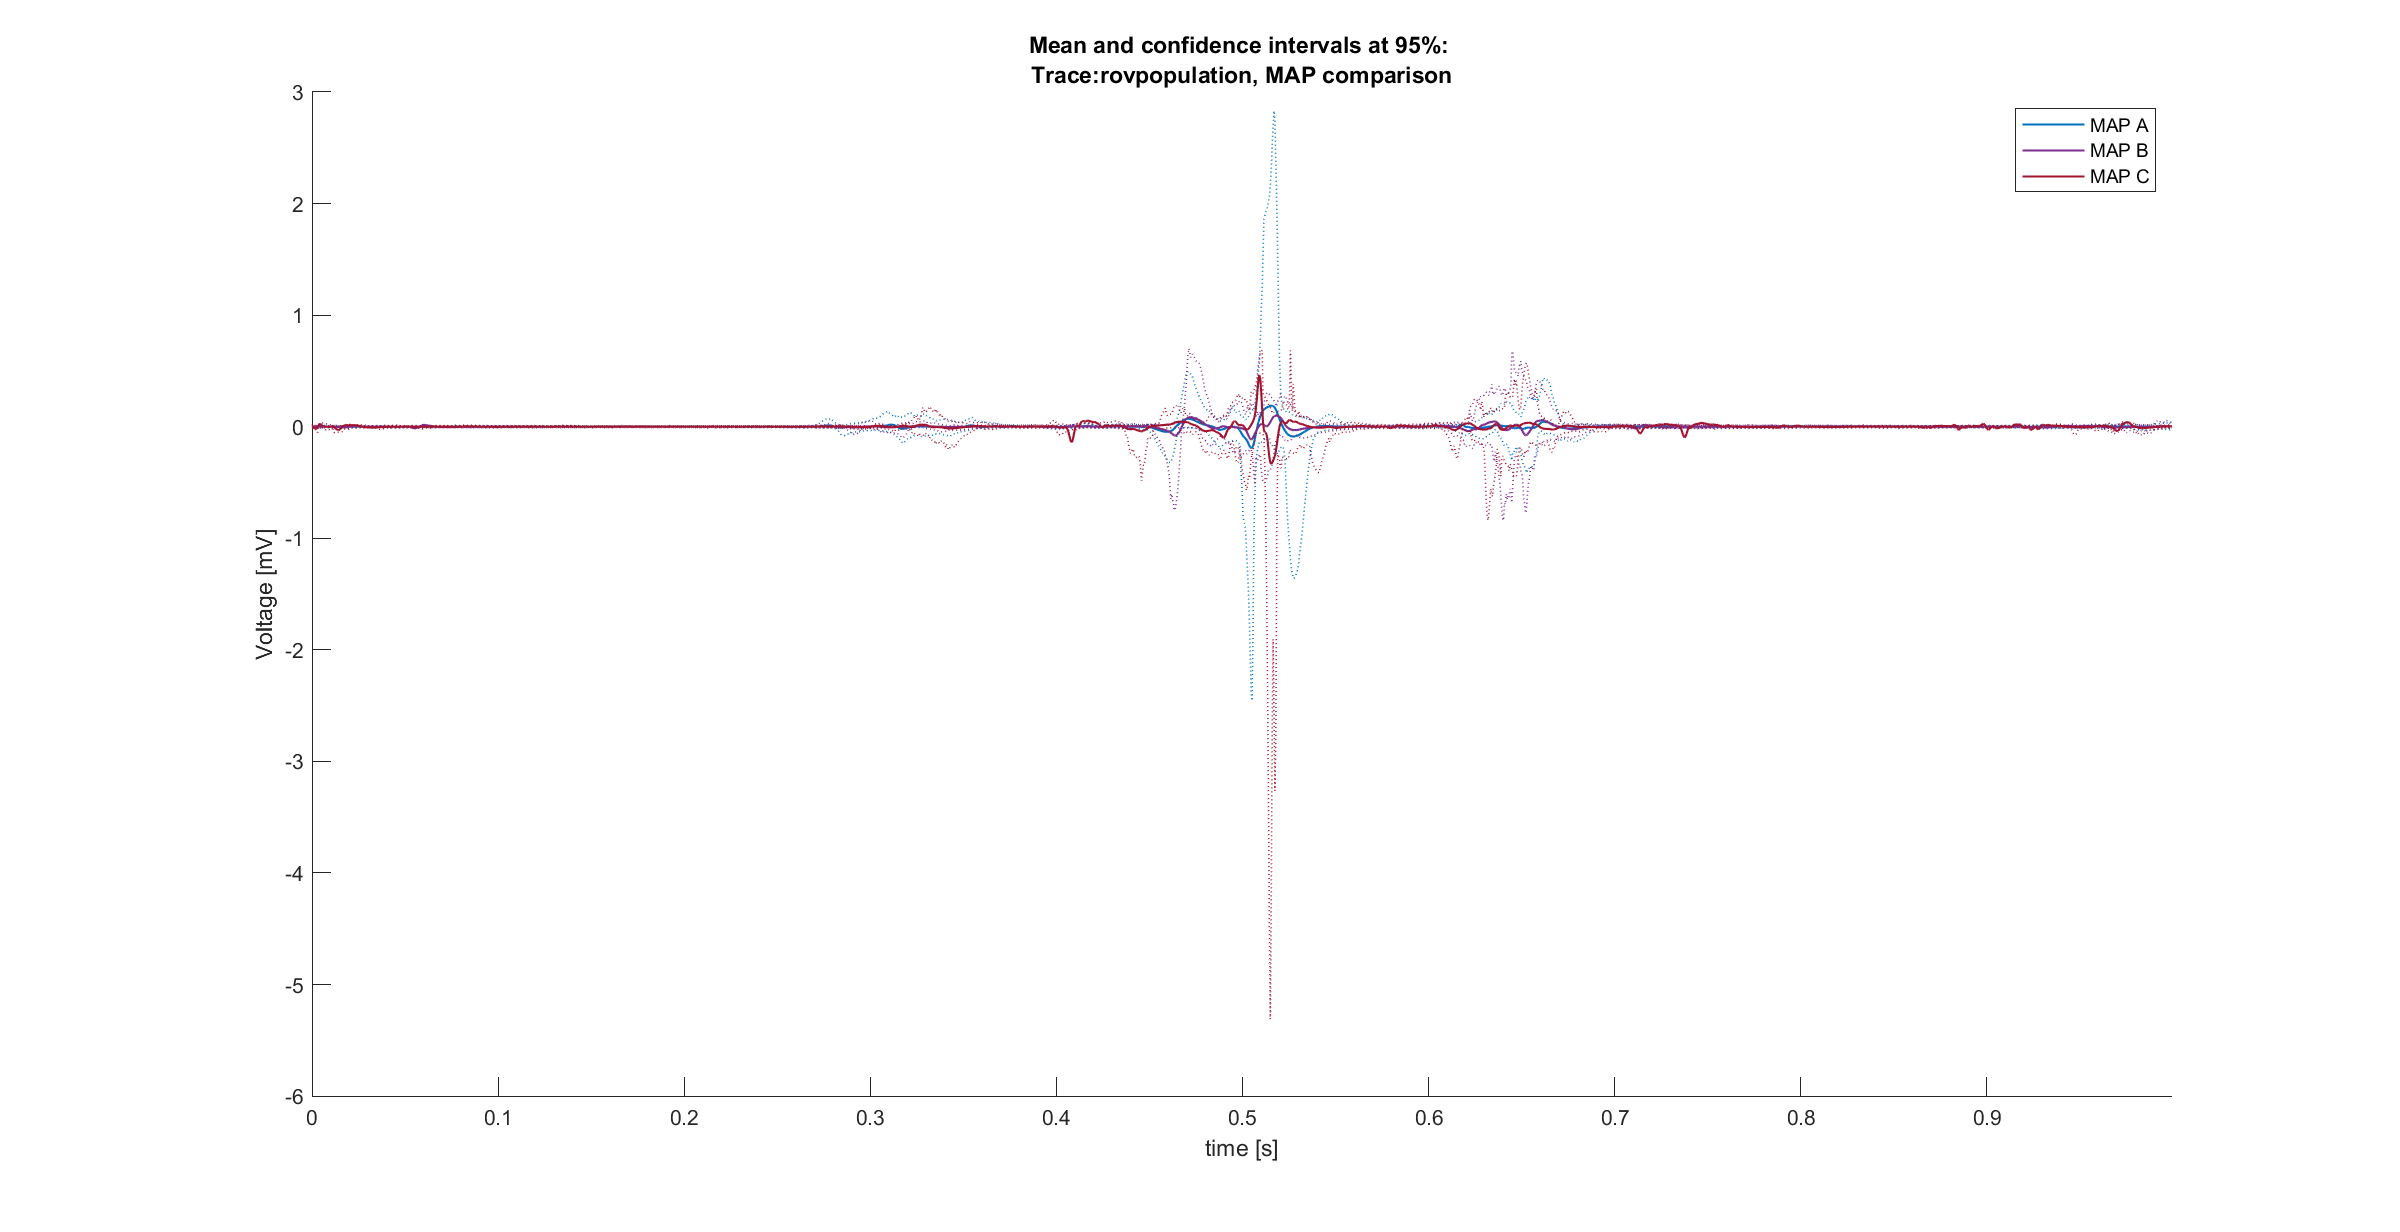 Mean and confidence intervals at 95%:
Trace:rovpopulation, MAP comparison
MAP A
MAP B
MAP C
3
2
1
0
-1
-2
-3
-4
-5
-6
Voltage [mV]
0 0.1 0.2 0.3 0.4 0.5 0.6 0.7 0.8 0.9
time [s]